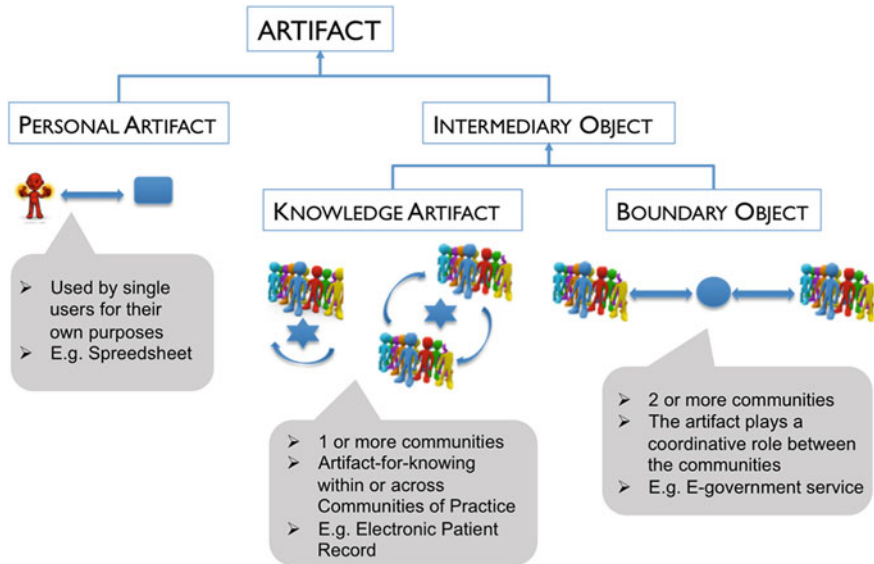 ARTIFACT
PERSONAL ARTIFACT
INTERMEDIARY OBJECT
KNOWLEDGE ARTIFACT
BOUNDARY OBJECT
➢ Used by single
users for their
own purposes
➢ E.g. Spreedsheet
➢ 1 or more communities
➢ Artifact-for-knowing
within or across
Communities of Practice
➢ E.g. Electronic Patient
Record
➢ 2 or more communities
➢ The artifact plays a
coordinative role between
the communities
➢ E.g. E-government service